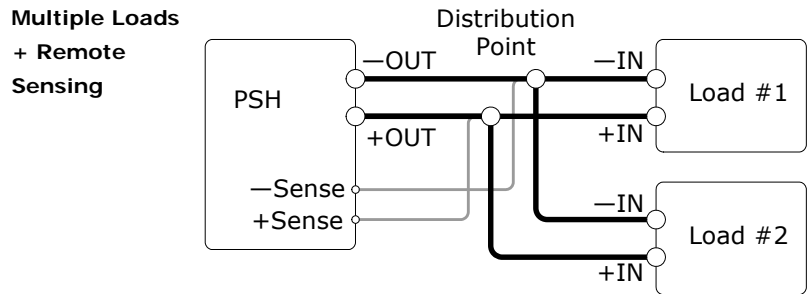 Multiple Loads
+ Remote
Sensing
Distribution
Point
PSH
—OUT
+OUT
—Sense
+Sense
—IN
+IN
Load #1
—IN
+IN
Load #2